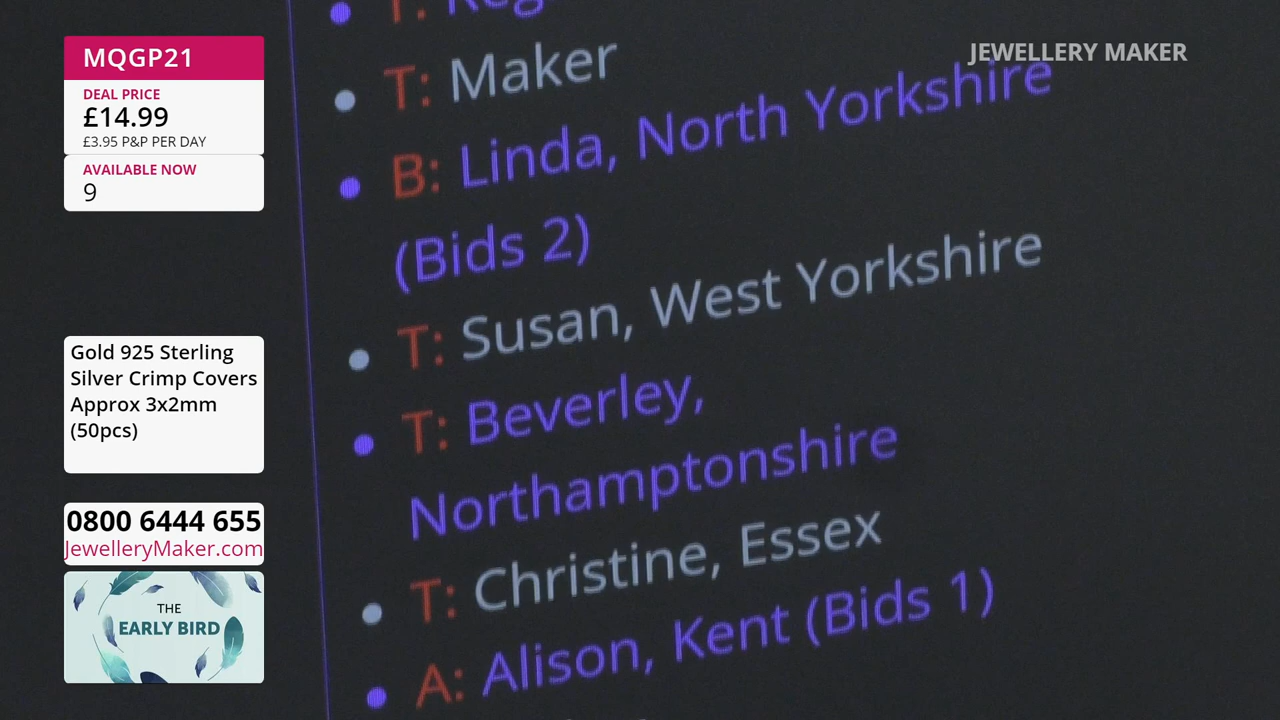 MQGP21
DEAL PRICE
£14.99
£3.95 P&P PER DAY
AVAILABLE NOW
9
Gold 925 Sterling
Silver Crimp Covers
Approx 3x2mm
(50pcs)
0800 6444 655
JewelleryMaker.com
THE
EARLY BIRD
JEWELLERY MAKER
T:
T: Maker
B: Linda, North Yorkshire
(Bids 2)
T: Susan, West Yorkshire
T: Beverley,
Northamptonshire
T: Christine, Essex
A: Alison, Kent (Bids 1)